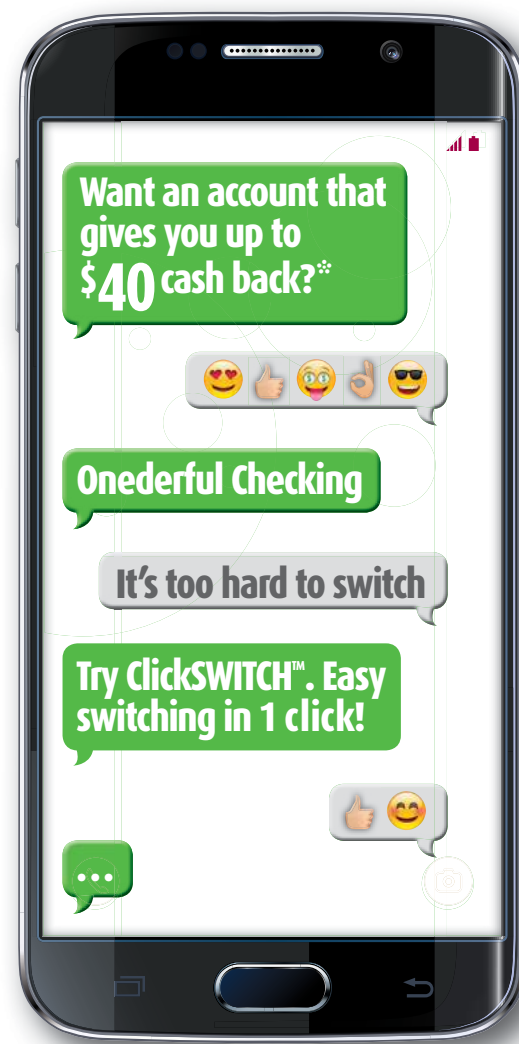 Want an account that
gives you up to
$40 cash back?*
Onederful Checking
It's too hard to switch
Try ClickSWITCH™. Easy
switching in 1 click!
...